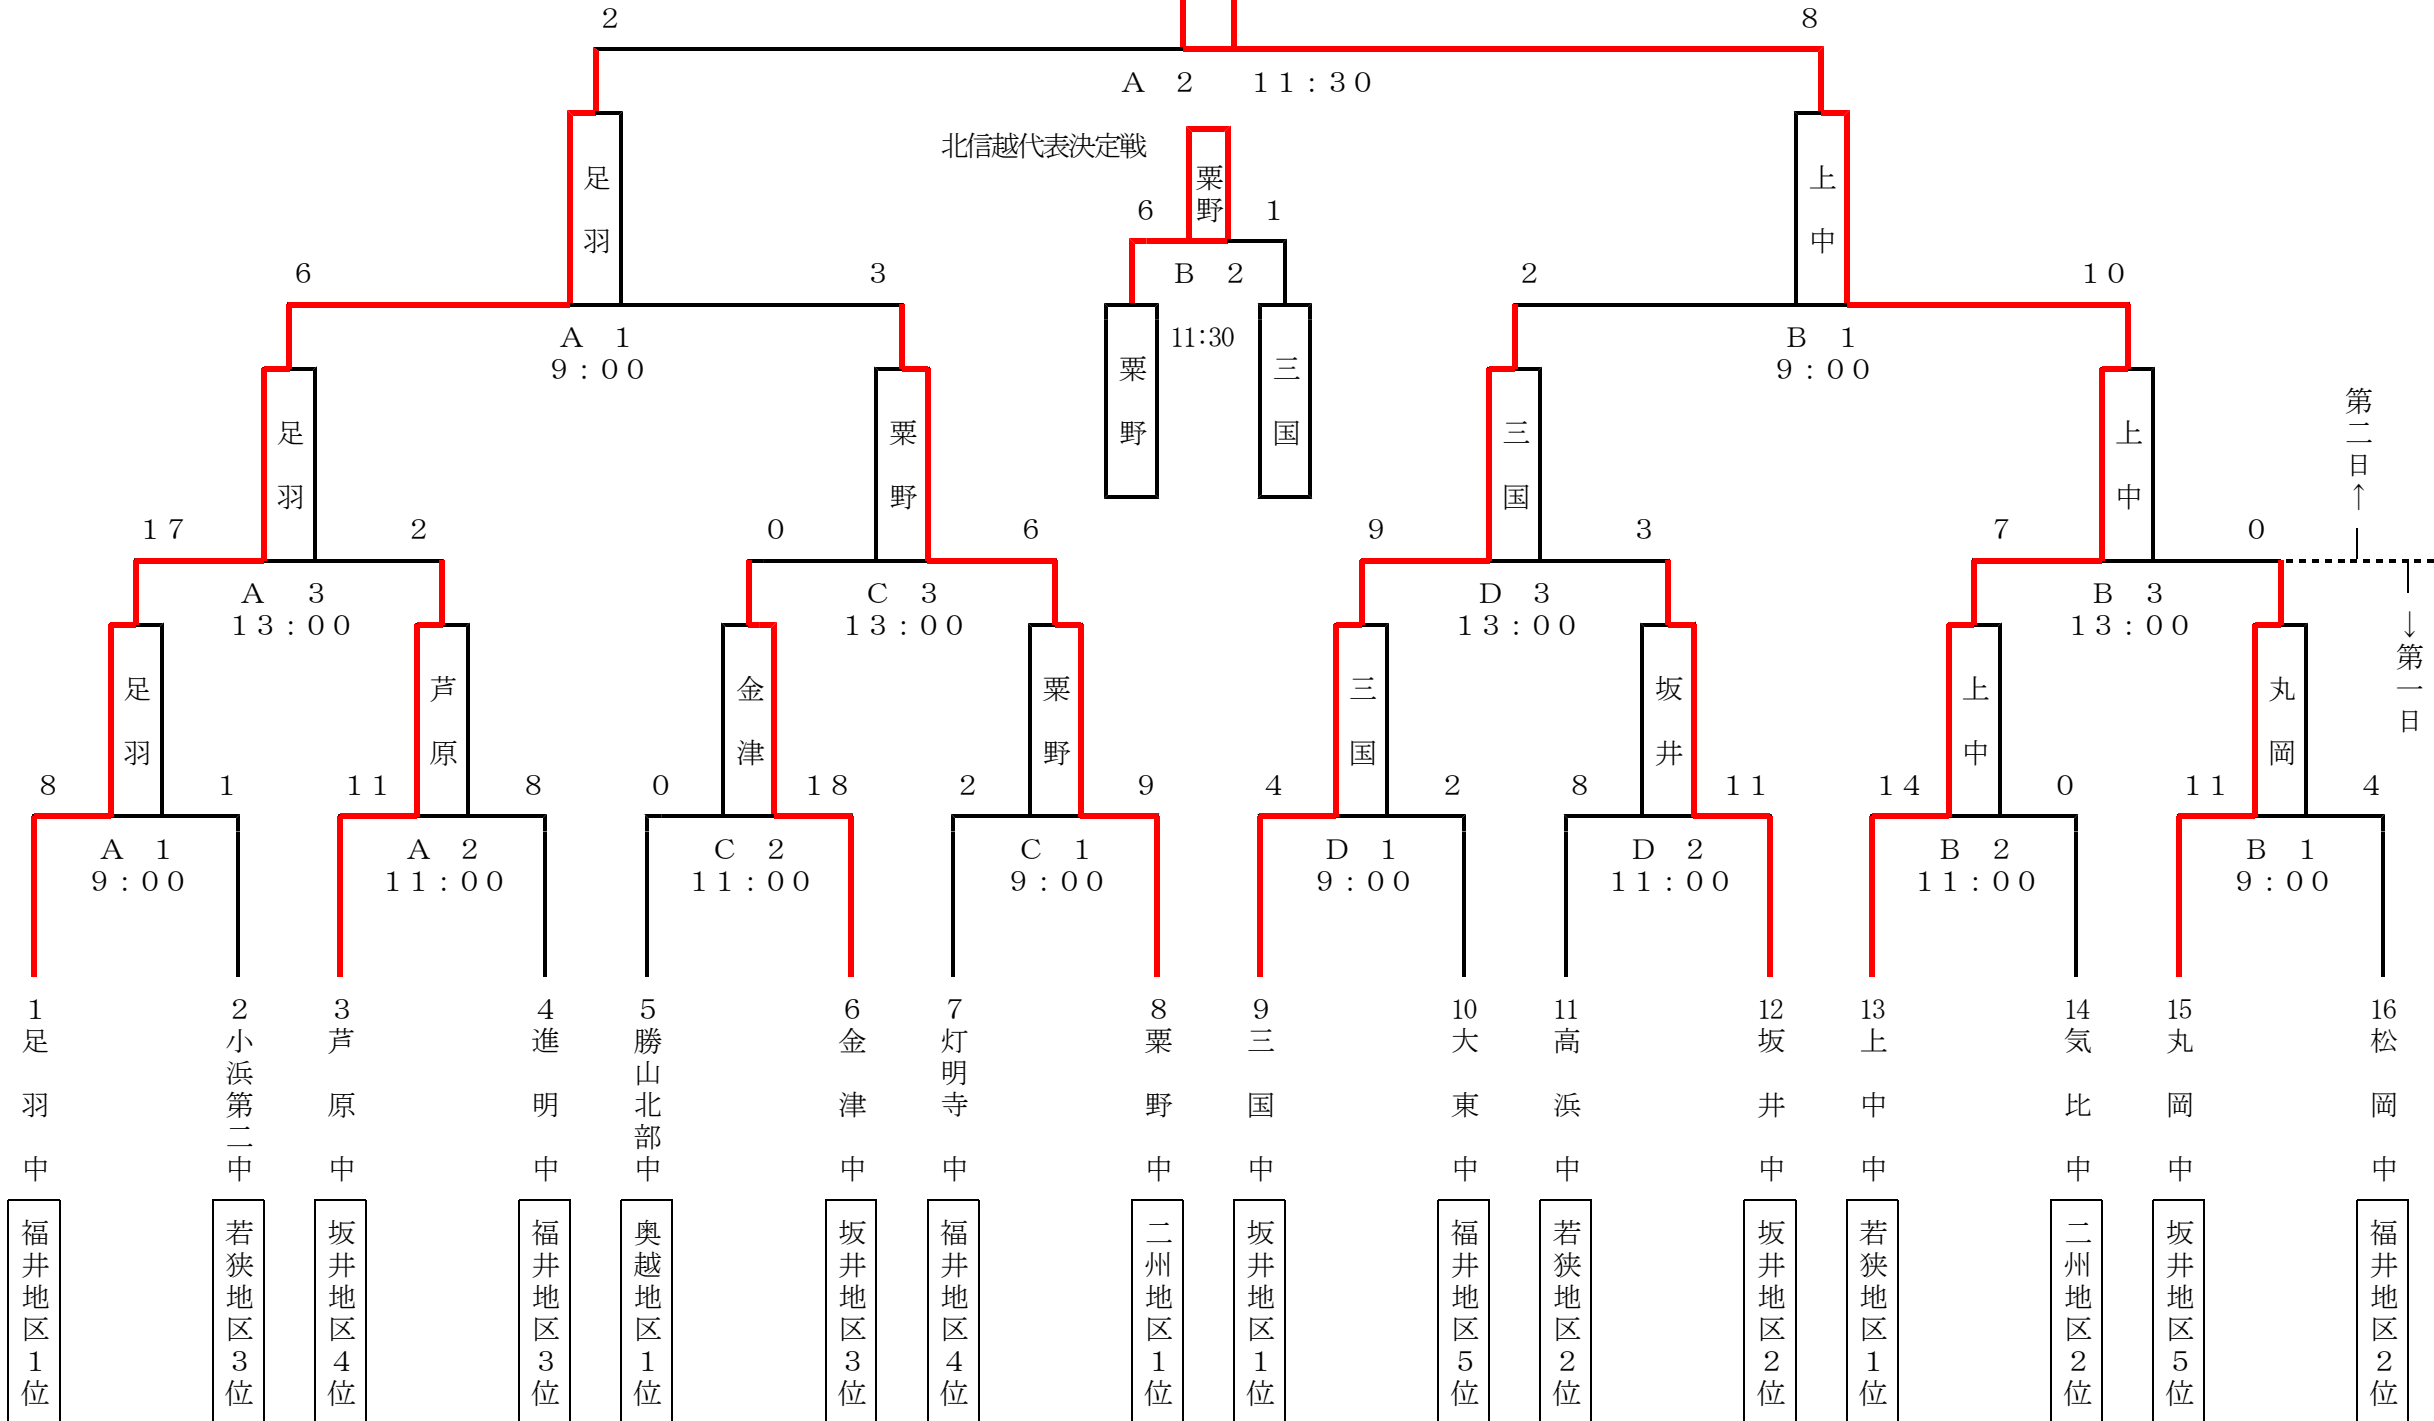 ２ ８
Ａ ２ １１：３０
北信越代表決定戦
足羽
粟野
上中
６ １
６ ３
Ｂ ２
２ １０
Ａ １
９：００
11:30
Ｂ １
９：００
粟野
三国
足羽
粟野
三国
上中
第二日↑
１７ ２ ０ ６ ９ ３ ７ ０
Ａ ３ Ｃ ３ Ｄ ３ Ｂ ３
１３：００ １３：００ １３：００ １３：００
↓第一日
足羽
芦原
金津
粟野
三国
坂井
上中
丸岡
８ １ １１ ８ ０ １８ ２ ９ ４ ２ ８ １１ １４ ０ １１ ４
Ａ １ Ａ ２ Ｃ ２ Ｃ １ Ｄ １ Ｄ ２ Ｂ ２ Ｂ １
９：００ １１：００ １１：００ ９：００ ９：００ １１：００ １１：００ ９：００
１ 足羽中
２ 小浜第二中
３ 芦原中
４ 進明中
５ 勝山北部中
６ 金津中
７ 灯明寺中
８ 粟野中
９ 三国中
10 大東中
11 高浜中
12 坂井中
13 上中中
14 気比中
15 丸岡中
16 松岡中
福井地区１位
若狭地区３位
坂井地区４位
福井地区３位
奥越地区１位
坂井地区３位
福井地区４位
二州地区１位
坂井地区１位
福井地区５位
若狭地区２位
坂井地区２位
若狭地区１位
二州地区２位
坂井地区５位
福井地区２位